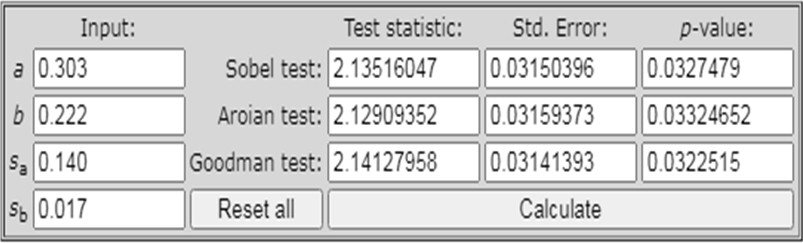 Input: Test statistic: Std. Error: p-value:
a 0.303 Sobel test: 2.13516047 0.03150396 0.0327479
b 0.222 Aroian test: 2.12909352 0.03159373 0.03324652
sa 0.140 Goodman test: 2.14127958 0.03141393 0.0322515
sb 0.017 Reset all Calculate